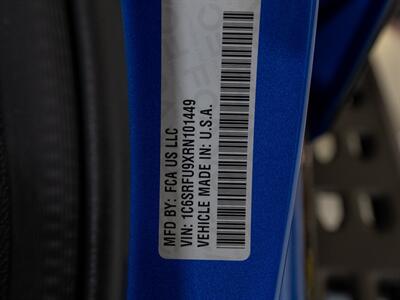 MFD BY: FCA US LLC
VIN: 1C6SRFU9XRN101449
VEHICLE MADE IN: U.S.A.